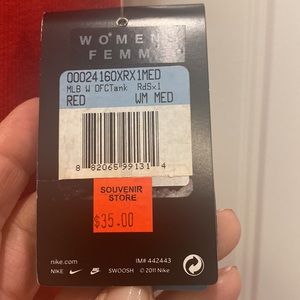 WOMEN'S
FEMME
00024160XRX1MED
MLB W DFCTank RdSx1
RED WM MED
8 82065 99131 4
SOUVENIR
STORE
$35.00
nike.com IM# 442443
NIKE SWOOSH © 2011 Nike